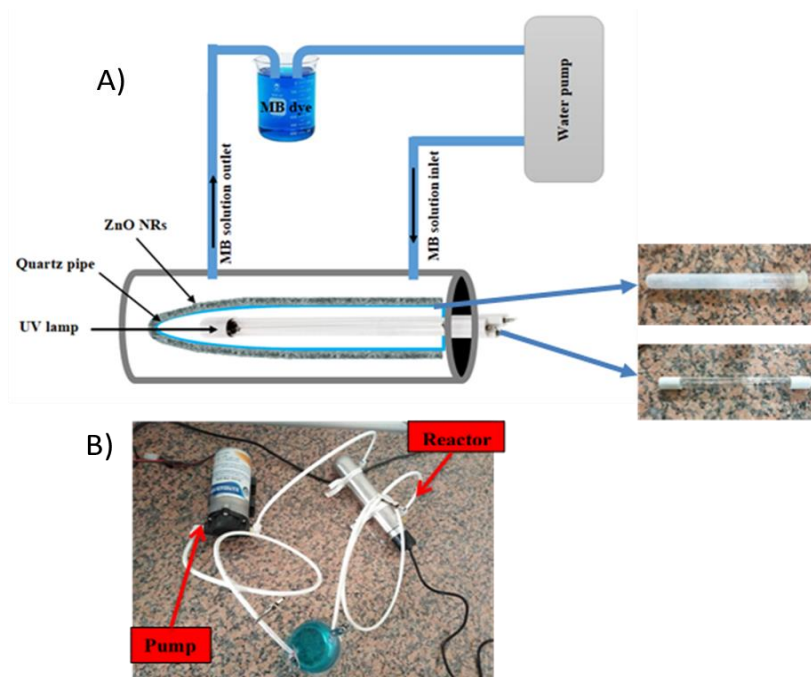 A)
MB dye
Water pump
MB solution outlet
MB solution inlet
ZnO NRs
Quartz pipe
UV lamp
B)
Reactor
Pump